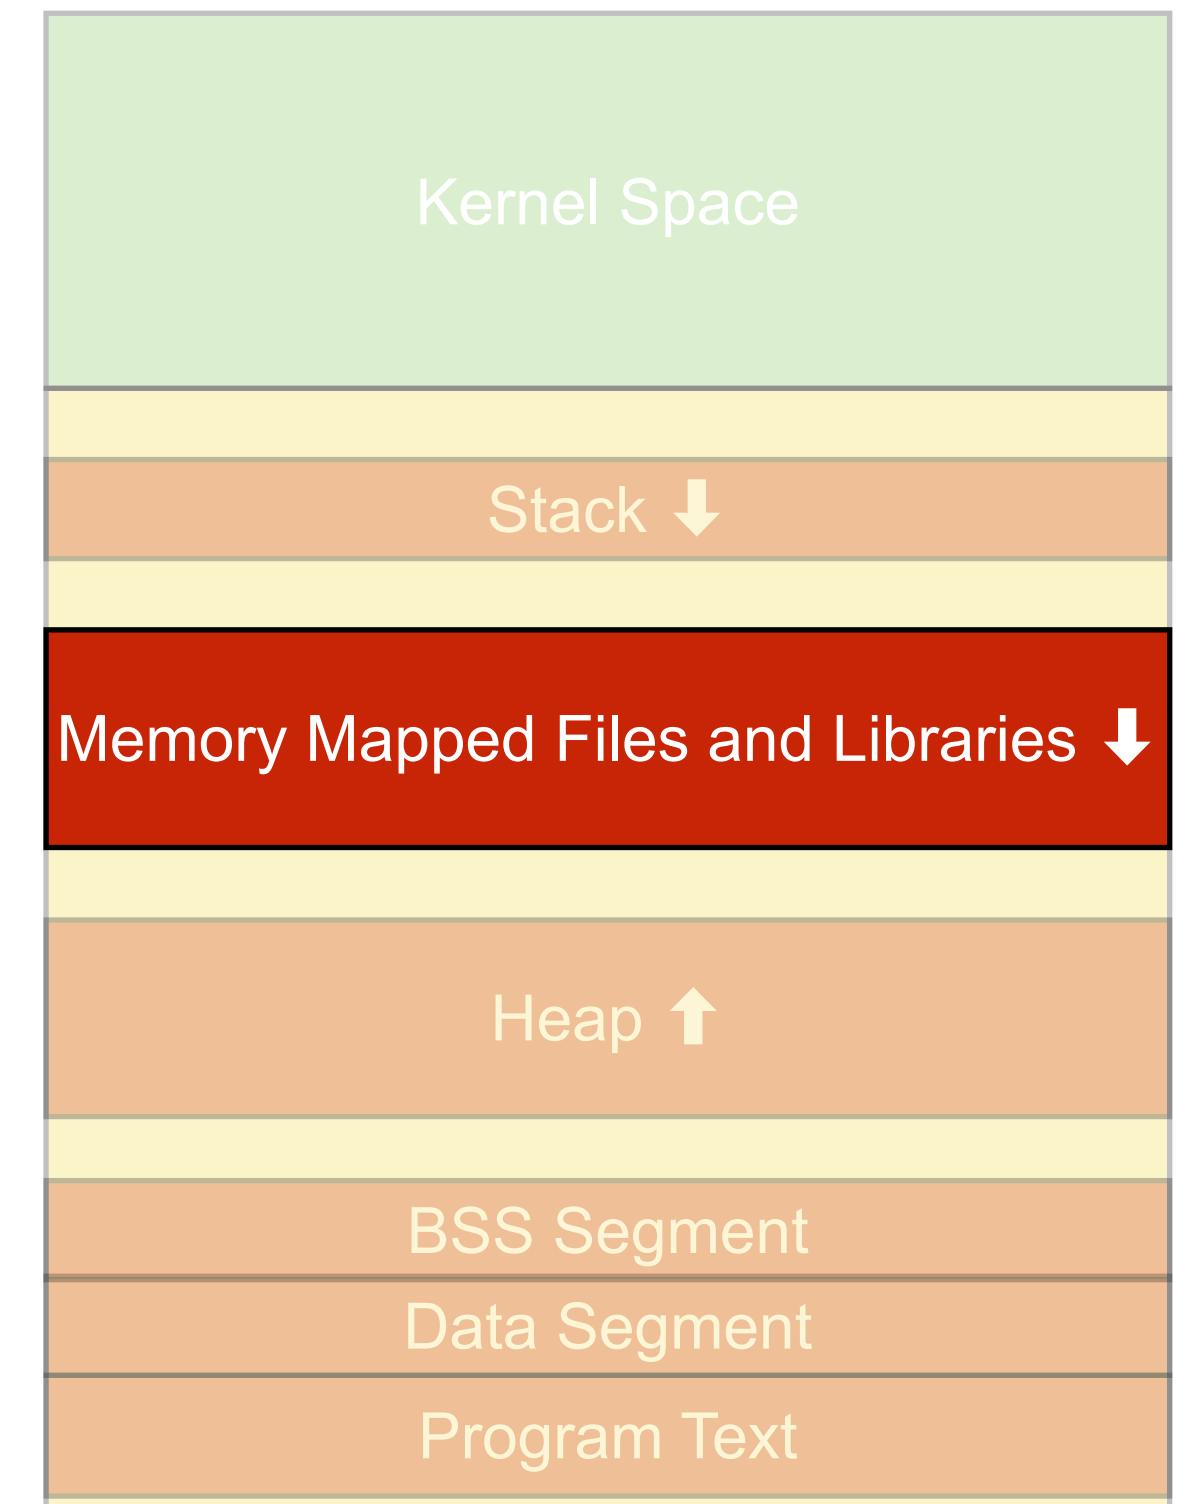 Kernel Space
Stack ⬇
Memory Mapped Files and Libraries ⬇
Heap ⬆
BSS Segment
Data Segment
Program Text